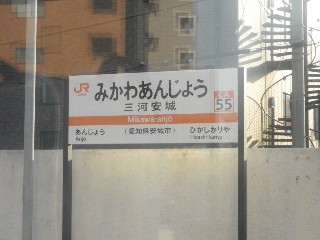 JR みかわあんじょう CA
三河安城 55
Mikawa-anjō
あんじょう （愛知県安城市） ひがしかりや
Anjō Higashi-Kariya